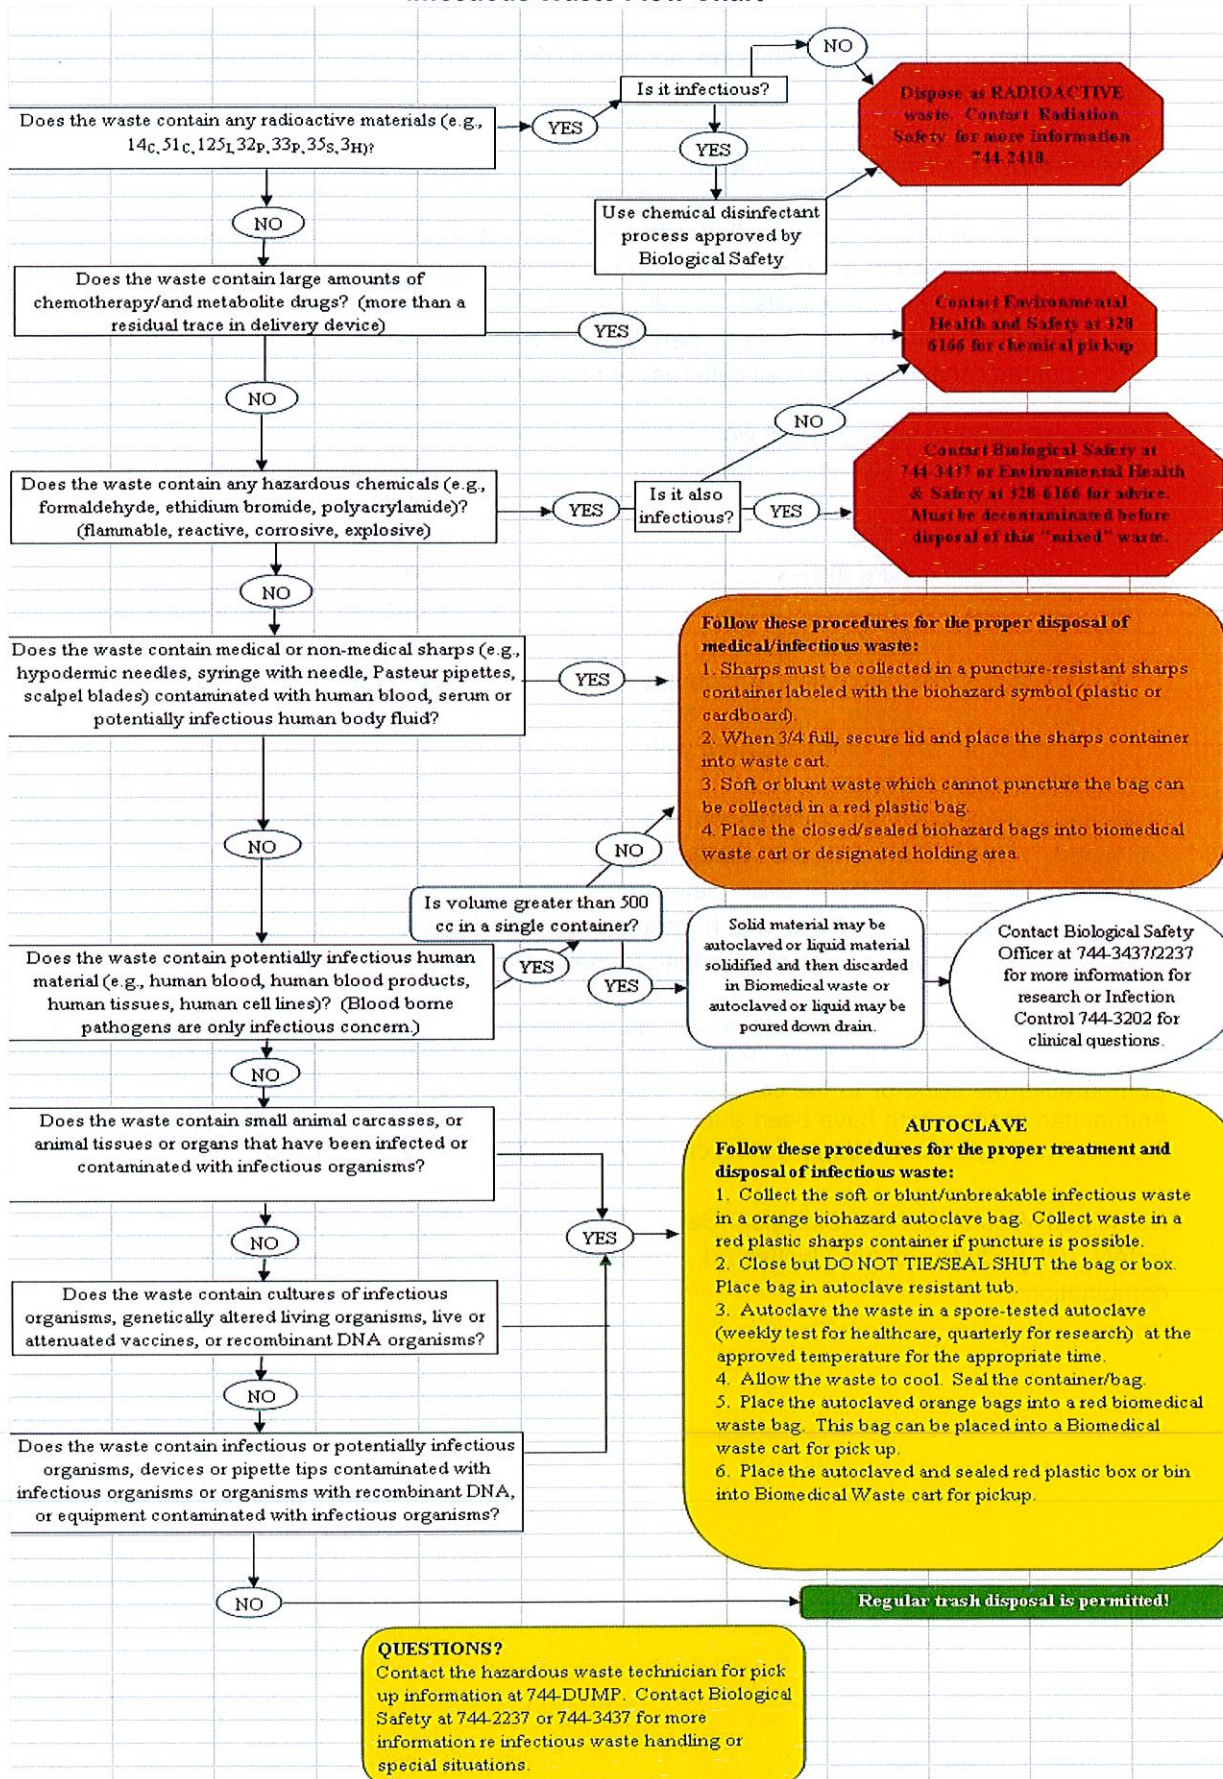 Infectious Waste Flow Chart
NO
Is it infectious?
Dispose as RADIOACTIVE
waste. Contact Radiation
Safety for more information
744-2418.
Does the waste contain any radioactive materials (e.g.,
14C, 51C, 125I, 32P, 33P, 35S, 3H)?
YES
YES
NO
Use chemical disinfectant
process approved by
Biological Safety
Does the waste contain large amounts of
chemotherapy/and metabolite drugs? (more than a
residual trace in delivery device)
YES
Contact Environmental
Health and Safety at 328
6166 for chemical pickup
NO
NO
Does the waste contain any hazardous chemicals (e.g.,
formaldehyde, ethidium bromide, polyacrylamide)?
(flammable, reactive, corrosive, explosive)
YES
Is it also
infectious?
YES
Contact Biological Safety at
744-3437 or Environmental Health
& Safety at 328-6166 for advice.
Must be decontaminated before
disposal of this "mixed" waste.
NO
Does the waste contain medical or non-medical sharps (e.g.,
hypodermic needles, syringe with needle, Pasteur pipettes,
scalpel blades) contaminated with human blood, serum or
potentially infectious human body fluid?
YES
Follow these procedures for the proper disposal of
medical/infectious waste:
1. Sharps must be collected in a puncture-resistant sharps
container labeled with the biohazard symbol (plastic or
cardboard).
2. When 3/4 full, secure lid and place the sharps container
into waste cart.
3. Soft or blunt waste which cannot puncture the bag can
be collected in a red plastic bag.
4. Place the closed/sealed biohazard bags into biomedical
waste cart or designated holding area.
NO
NO
Is volume greater than 500
cc in a single container?
Does the waste contain potentially infectious human
material (e.g., human blood, human blood products,
human tissues, human cell lines)? (Blood borne
pathogens are only infectious concern.)
YES
YES
Solid material may be
autoclaved or liquid material
solidified and then discarded
in Biomedical waste or
autoclaved or liquid may be
poured down drain.
Contact Biological Safety
Officer at 744-3437/2237
for more information for
research or Infection
Control 744-3202 for
clinical questions.
NO
Does the waste contain small animal carcasses, or
animal tissues or organs that have been infected or
contaminated with infectious organisms?
YES
NO
Does the waste contain cultures of infectious
organisms, genetically altered living organisms, live or
attenuated vaccines, or recombinant DNA organisms?
NO
Does the waste contain infectious or potentially infectious
organisms, devices or pipette tips contaminated with
infectious organisms or organisms with recombinant DNA,
or equipment contaminated with infectious organisms?
AUTOCLAVE
Follow these procedures for the proper treatment and
disposal of infectious waste:
1. Collect the soft or blunt/unbreakable infectious waste
in a orange biohazard autoclave bag. Collect waste in a
red plastic sharps container if puncture is possible.
2. Close but DO NOT TIE/SEAL SHUT the bag or box.
Place bag in autoclave resistant tub.
3. Autoclave the waste in a spore-tested autoclave
(weekly test for healthcare, quarterly for research) at the
approved temperature for the appropriate time.
4. Allow the waste to cool. Seal the container/bag.
5. Place the autoclaved orange bags into a red biomedical
waste bag. This bag can be placed into a Biomedical
waste cart for pick up.
6. Place the autoclaved and sealed red plastic box or bin
into Biomedical Waste cart for pickup.
NO
Regular trash disposal is permitted!
QUESTIONS?
Contact the hazardous waste technician for pick
up information at 744-DUMP. Contact Biological
Safety at 744-2237 or 744-3437 for more
information re infectious waste handling or
special situations.